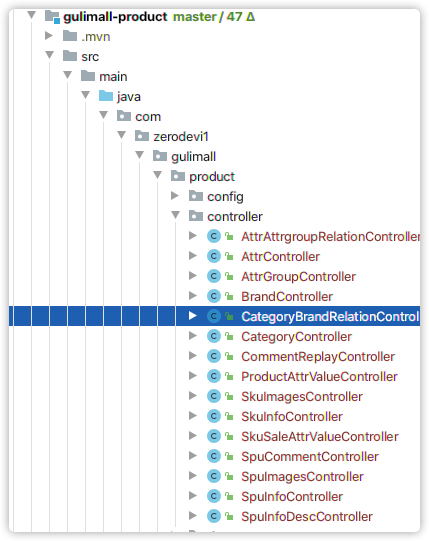 gulimall-product master / 47 Δ
.mvn
src
main
java
com
zerodevi1
gulimall
product
config
controller
AttrAttrgroupRelationController
AttrController
AttrGroupController
BrandController
CategoryBrandRelationControl
CategoryController
CommentReplayController
ProductAttrValueController
SkuImagesController
SkuInfoController
SkuSaleAttrValueController
SpuCommentController
SpuImagesController
SpuInfoController
SpuInfoDescController